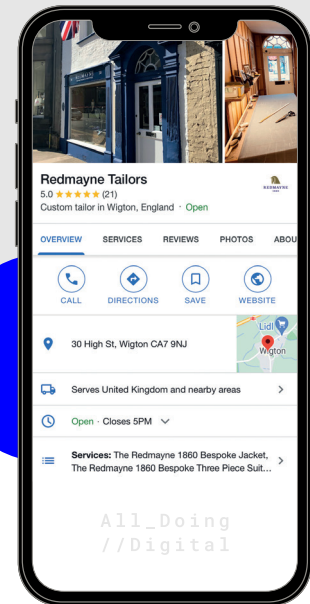 REDMAYNE
Redmayne Tailors
REDMAYNE
1860
5.0 ★★★★★ (21)
Custom tailor in Wigton, England · Open
OVERVIEW SERVICES REVIEWS PHOTOS ABOU
CALL DIRECTIONS SAVE WEBSITE
30 High St, Wigton CA7 9NJ
Lidl
Wigton
Serves United Kingdom and nearby areas
Open · Closes 5PM
Services: The Redmayne 1860 Bespoke Jacket,
The Redmayne 1860 Bespoke Three Piece Suit...
All_Doing
//Digital